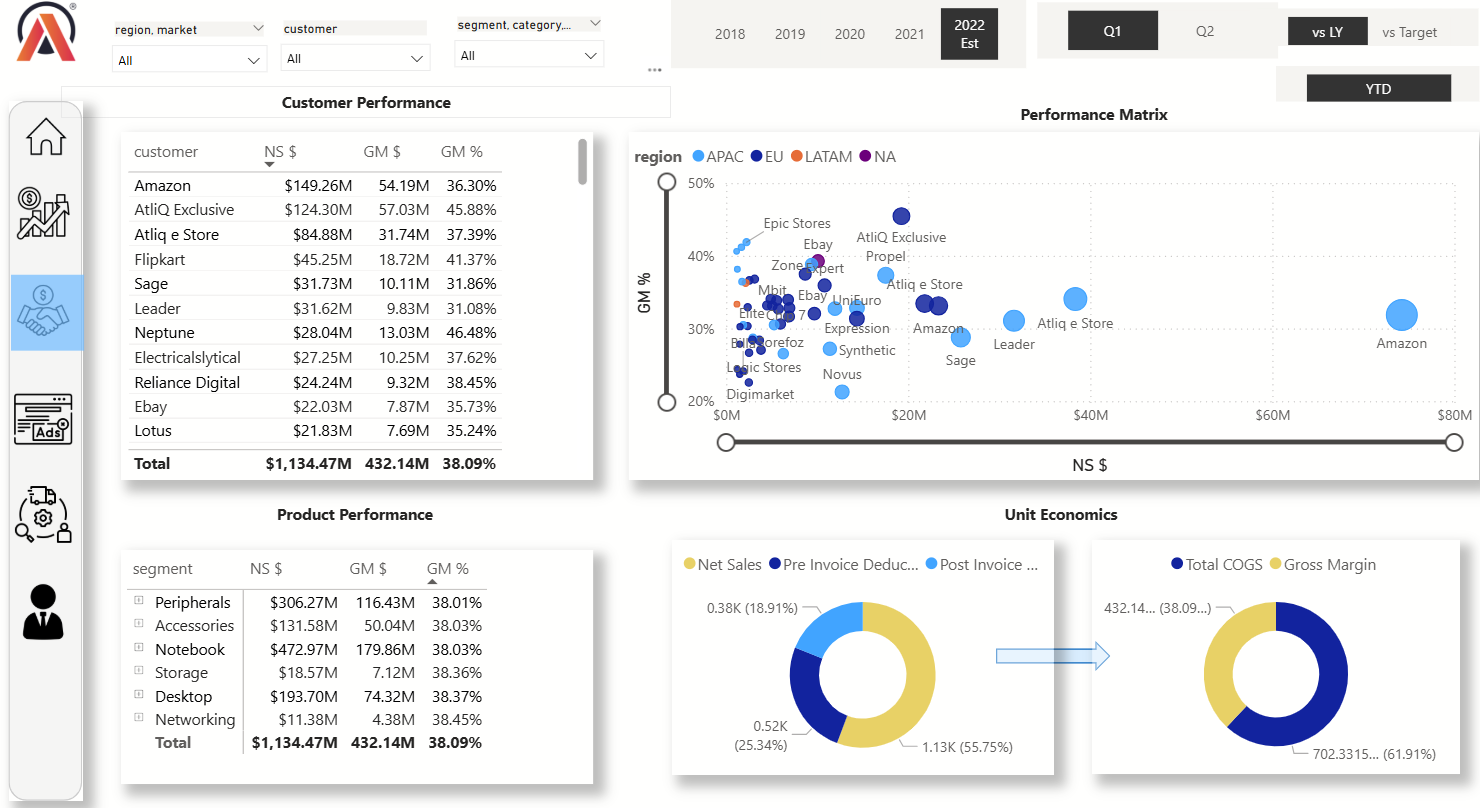 region, market
All
customer
All
segment, category,...
All
2018 2019 2020 2021 2022 Est
Q1 Q2
vs LY vs Target
YTD
Customer Performance
customer NS $ GM $ GM %
Amazon $149.26M 54.19M 36.30%
AtliQ Exclusive $124.30M 57.03M 45.88%
Atliq e Store $84.88M 31.74M 37.39%
Flipkart $45.25M 18.72M 41.37%
Sage $31.73M 10.11M 31.86%
Leader $31.62M 9.83M 31.08%
Neptune $28.04M 13.03M 46.48%
Electricalslytical $27.25M 10.25M 37.62%
Reliance Digital $24.24M 9.32M 38.45%
Ebay $22.03M 7.87M 35.73%
Lotus $21.83M 7.69M 35.24%
Total $1,134.47M 432.14M 38.09%
Performance Matrix
region APAC EU LATAM NA
GM %
50%
40%
30%
20%
Epic Stores
AtliQ Exclusive
Ebay
Propel
Zone
Expert
Atliq e Store
Mbit
Ebay
UniEuro
Elite
Chip 7
Expression
Amazon
Atliq e Store
Leader
Amazon
Billa
Sorefoz
Synthetic
Sage
Logic Stores
Novus
Digimarket
$0M $20M $40M $60M $80M
NS $
Product Performance
segment NS $ GM $ GM %
Peripherals $306.27M 116.43M 38.01%
Accessories $131.58M 50.04M 38.03%
Notebook $472.97M 179.86M 38.03%
Storage $18.57M 7.12M 38.36%
Desktop $193.70M 74.32M 38.37%
Networking $11.38M 4.38M 38.45%
Total $1,134.47M 432.14M 38.09%
Unit Economics
Net Sales Pre Invoice Deduc... Post Invoice ...
0.38K (18.91%)
0.52K
(25.34%)
1.13K (55.75%)
Total COGS Gross Margin
432.14... (38.09...)
702.3315... (61.91%)
Ads